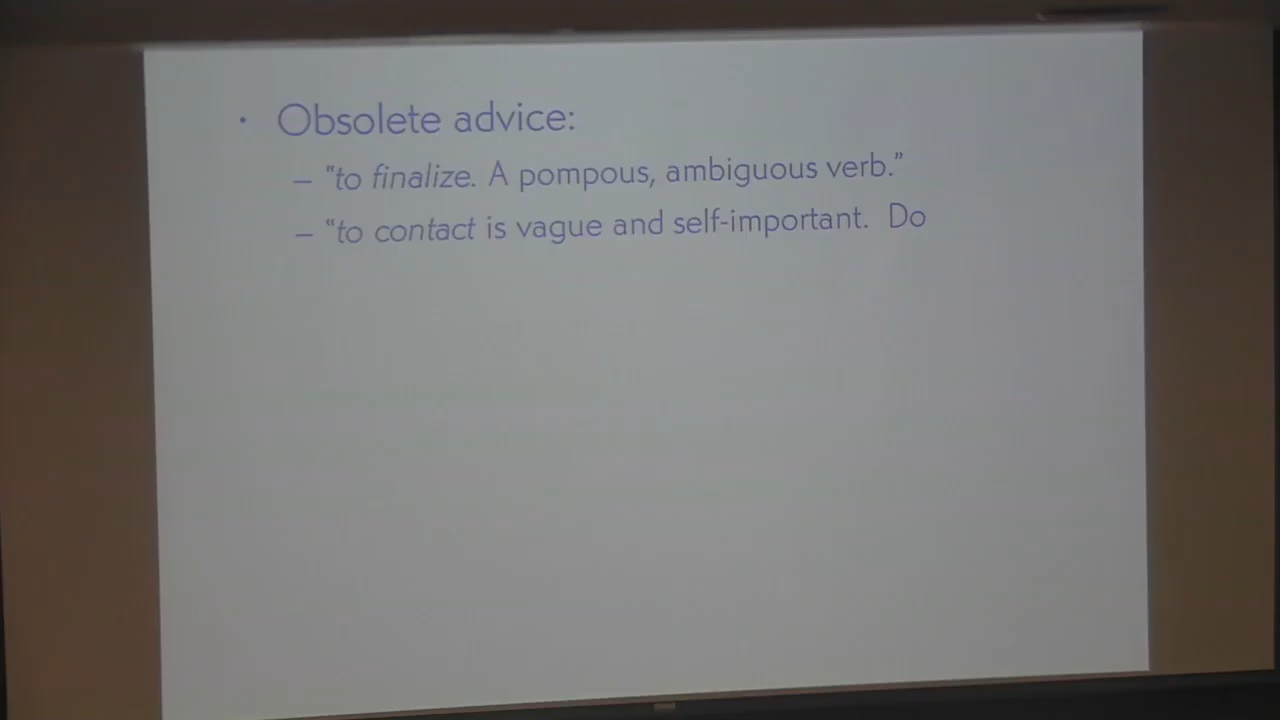 • Obsolete advice:
– “to finalize. A pompous, ambiguous verb.”
– “to contact is vague and self-important. Do